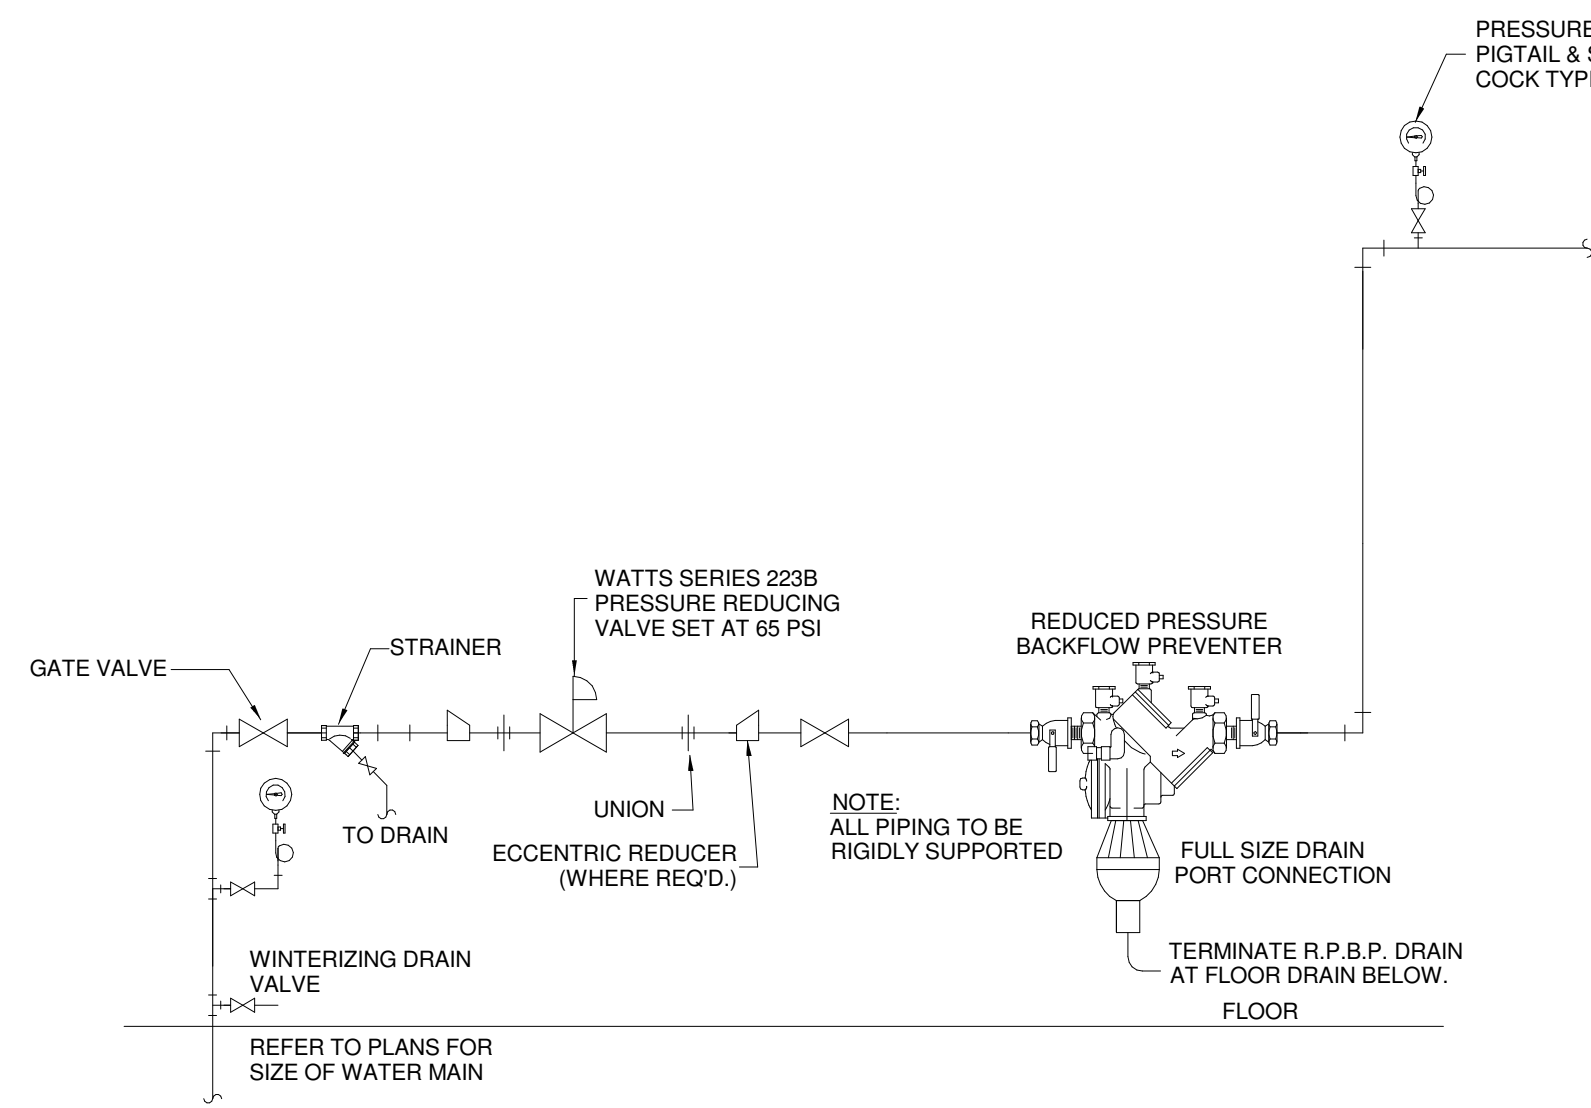 PRESSURE
PIGTAIL &
COCK
WATTS SERIES 223B
PRESSURE REDUCING
VALVE SET AT 65 PSI
REDUCED PRESSURE
BACKFLOW PREVENTER
STRAINER
GATE VALVE
NOTE:
ALL PIPING TO BE
RIGIDLY SUPPORTED
UNION
TO DRAIN
ECCENTRIC REDUCER
(WHERE REQ'D.)
FULL SIZE DRAIN
PORT CONNECTION
WINTERIZING DRAIN
VALVE
TERMINATE R.P.B.P. DRAIN
AT FLOOR DRAIN BELOW.
FLOOR
REFER TO PLANS FOR
SIZE OF WATER MAIN